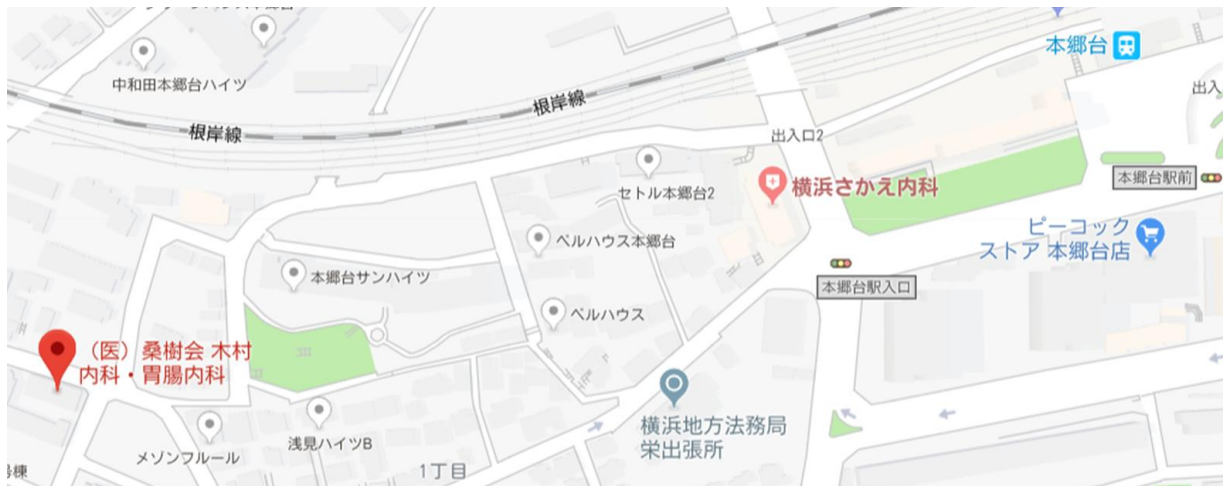 本郷台
中和田本郷台ハイツ
根岸線
根岸線
出入
出入口2
本郷台駅前
セトル本郷台2
横浜さかえ内科
ピーコック
ストア 本郷台店
ベルハウス本郷台
本郷台サンハイツ
本郷台駅入口
ベルハウス
（医）桑樹会 木村
内科・胃腸内科
横浜地方法務局
栄出張所
浅見ハイツB
メゾンフルール
1丁目
号棟